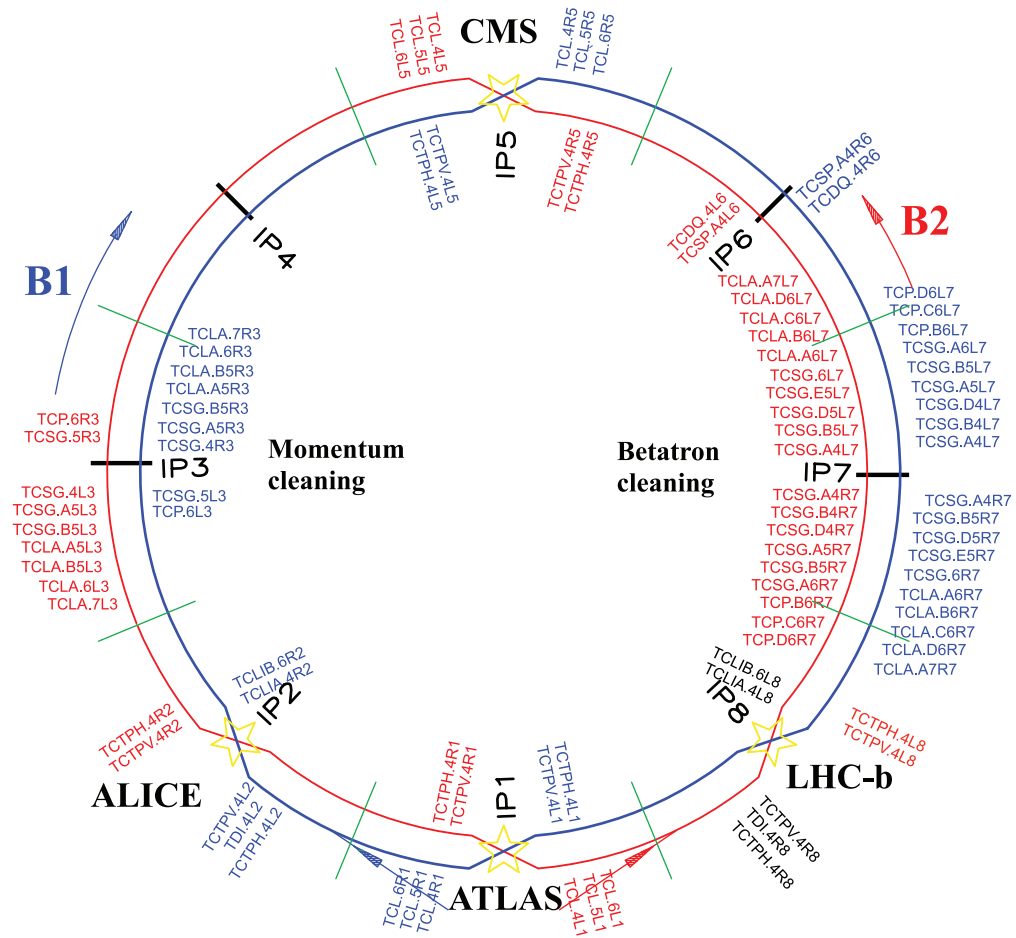 CMS
TCL.4L5
TCL.5L5
TCL.6L5
TCL.4R5
TCL.5R5
TCL.6R5
IP5
TCTPV.4L5
TCTPH.4L5
TCTPV.4R5
TCTPH.4R5
TCSP.A4R6
TCDQ.4R6
TCDQ.4L6
TCSP.A4L6
IP6
IP4
B1
B2
TCLA.A7L7
TCLA.D6L7
TCLA.C6L7
TCLA.B6L7
TCLA.A6L7
TCSG.6L7
TCSG.E5L7
TCSG.D5L7
TCSG.B5L7
TCSG.A4L7
TCP.D6L7
TCP.C6L7
TCP.B6L7
TCSG.A6L7
TCSG.B5L7
TCSG.A5L7
TCSG.D4L7
TCSG.B4L7
TCSG.A4L7
TCLA.7R3
TCLA.6R3
TCLA.B5R3
TCLA.A5R3
TCSG.B5R3
TCSG.A5R3
TCSG.4R3
TCP.6R3
TCSG.5R3
IP3
Momentum
cleaning
Betatron
cleaning
IP7
TCSG.5L3
TCP.6L3
TCSG.4L3
TCSG.A5L3
TCSG.B5L3
TCLA.A5L3
TCLA.B5L3
TCLA.6L3
TCLA.7L3
TCSG.A4R7
TCSG.B4R7
TCSG.D4R7
TCSG.A5R7
TCSG.B5R7
TCSG.A6R7
TCP.B6R7
TCP.C6R7
TCP.D6R7
TCSG.A4R7
TCSG.B5R7
TCSG.D5R7
TCSG.E5R7
TCSG.6R7
TCLA.A6R7
TCLA.B6R7
TCLA.C6R7
TCLA.D6R7
TCLA.A7R7
TCLIB.6R2
TCLIA.4R2
IP2
TCLIB.6L8
TCLIA.4L8
IP8
TCTPH.4R2
TCTPV.4R2
TCTPH.4L8
TCTPV.4L8
ALICE
LHC-b
TCTPV.4L2
TDI.4L2
TCTPH.4L2
TCTPH.4R1
TCTPV.4R1
IP1
TCTPH.4L1
TCTPV.4L1
TCTPV.4R8
TDI.4R8
TCTPH.4R8
TCL.6R1
TCL.5R1
TCL.4R1
ATLAS
TCL.6L1
TCL.5L1
TCL.4L1